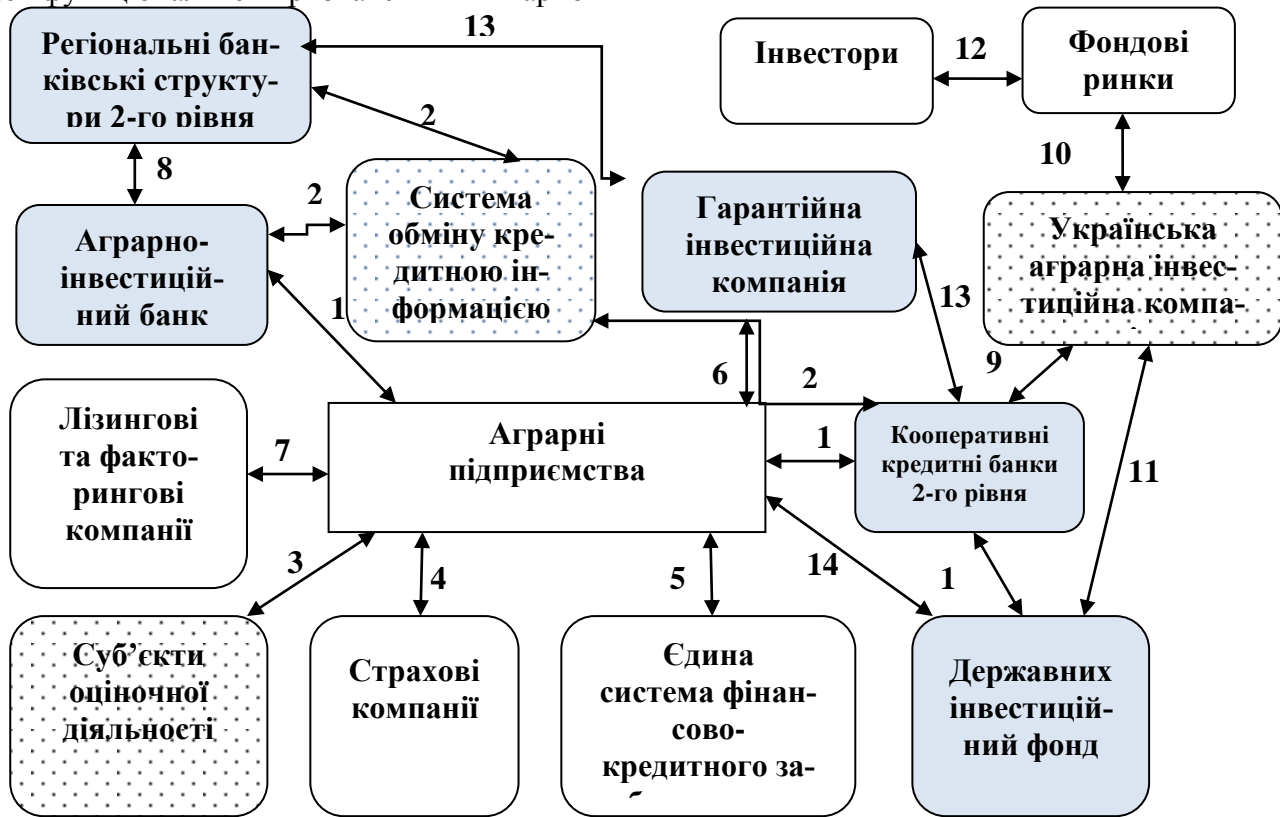 Регіональні бан-
ківські структу-
ри 2-го рівня
13
Інвестори
12
Фондові
ринки
2
8
10
2
Система
обміну кре-
дитною ін-
формацією
Гарантійна
інвестиційна
компанія
Українська
аграрна інвес-
тиційна компа-
Аграрно-
інвестицій-
ний банк
1
13
6
2
9
Лізингові
та факто-
рингові
компанії
7
Аграрні
підприємства
1
Кооперативні
кредитні банки
2-го рівня
11
3
4
5
14
1
Суб’єкти
оціночної
діяльності
Страхові
компанії
Єдина
система фінан-
сово-
кредитного за-
Державних
інвестицій-
ний фонд